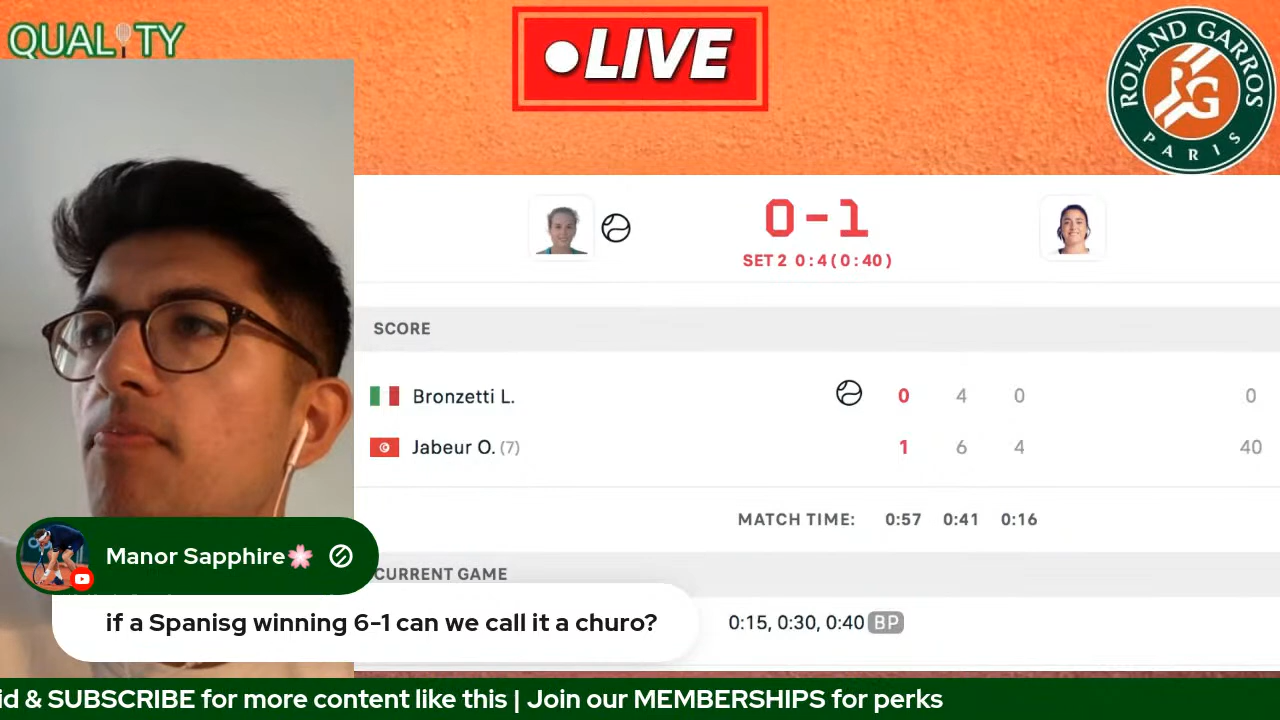 QUALITY
LIVE
ROLAND GARROS
RG
PARIS
0-1
SET 2 0:4(0:40)
SCORE
Bronzetti L. 0 4 0 0
Jabeur O. (7) 1 6 4 40
MATCH TIME: 0:57 0:41 0:16
Manor Sapphire
CURRENT GAME
if a Spanisg winning 6-1 can we call it a churo?
0:15, 0:30, 0:40 BP
id & SUBSCRIBE for more content like this | Join our MEMBERSHIPS for perks